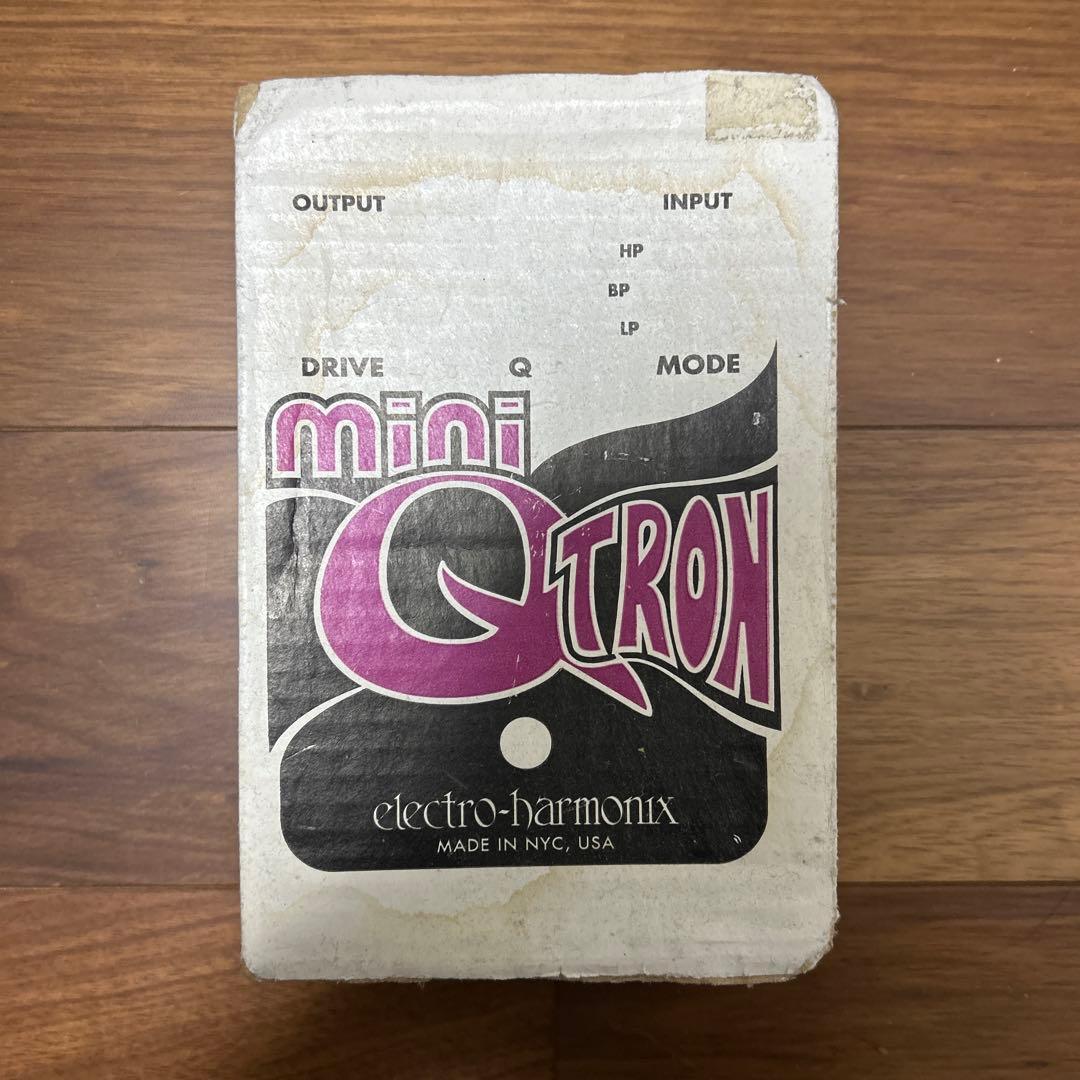 OUTPUT INPUT
HP
BP
LP
DRIVE Q MODE
mini
QTRON
electro-harmonix
MADE IN NYC, USA